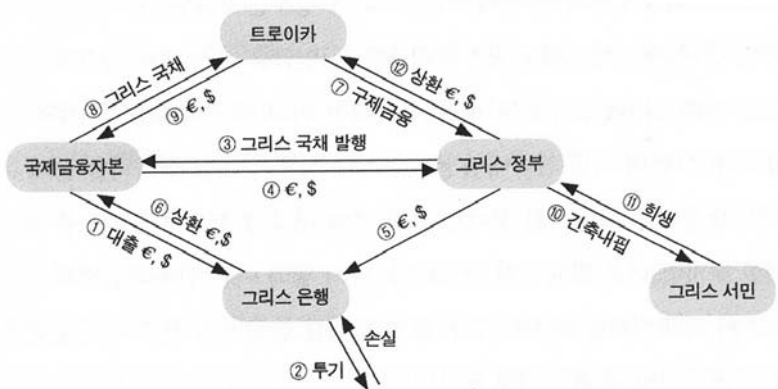 트로이카
⑧ 그리스 국채
⑨ €, $
⑫ 상환 €, $
⑦ 구제금융
③ 그리스 국채 발행
국제금융자본
그리스 정부
④ €, $
⑥ 상환 €,$
① 대출 €, $
⑤ €, $
⑪ 희생
⑩ 긴축내핍
그리스 은행
그리스 서민
손실
② 투기